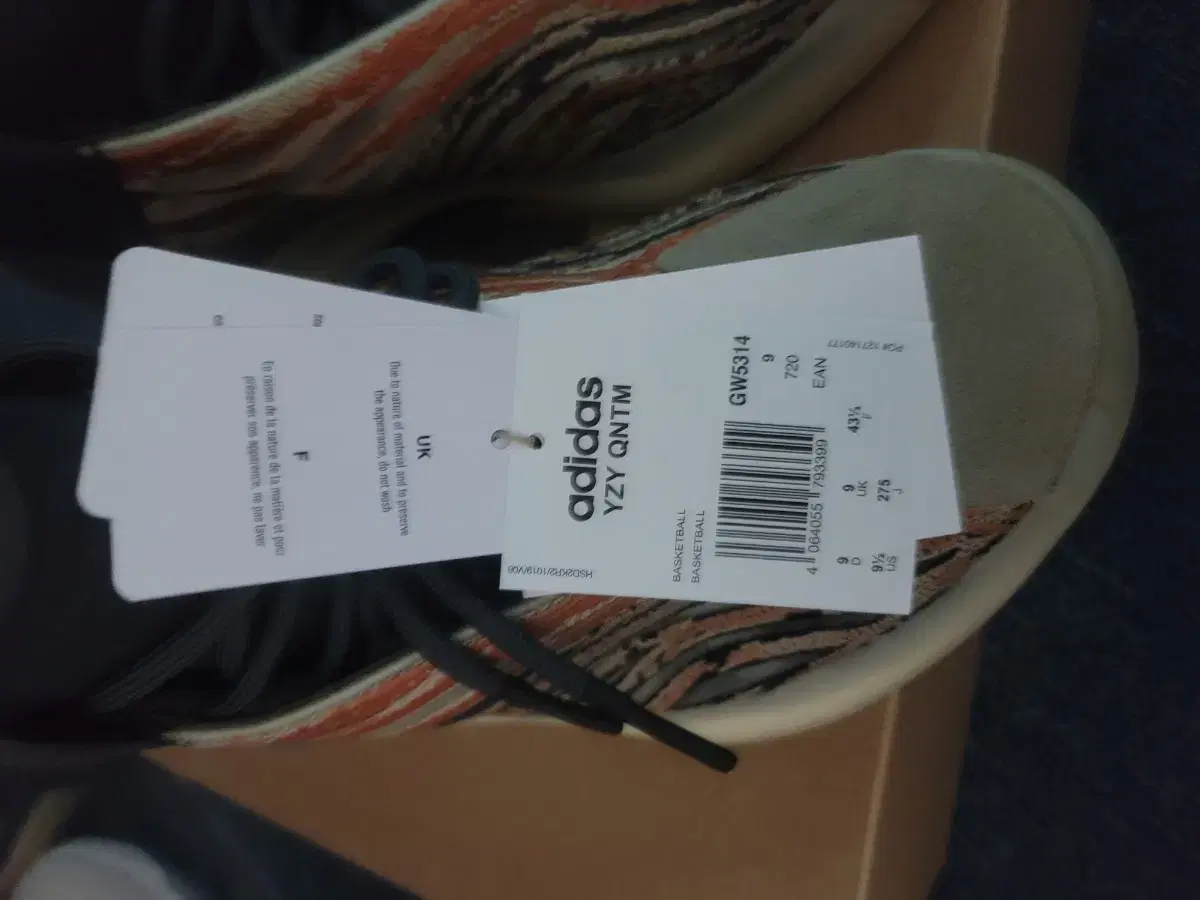 adidas
YZY QNTM
BASKETBALL
BASKETBALL
GW5314
9
720
EAN
4 064055 793399
9
D
9
UK
43⅓
F
9½
US
275
J
UK
Due to nature of material and to preserve
the appearance, do not wash
F
En raison de la nature de la matière et pour
préserver son apparence, ne pas laver